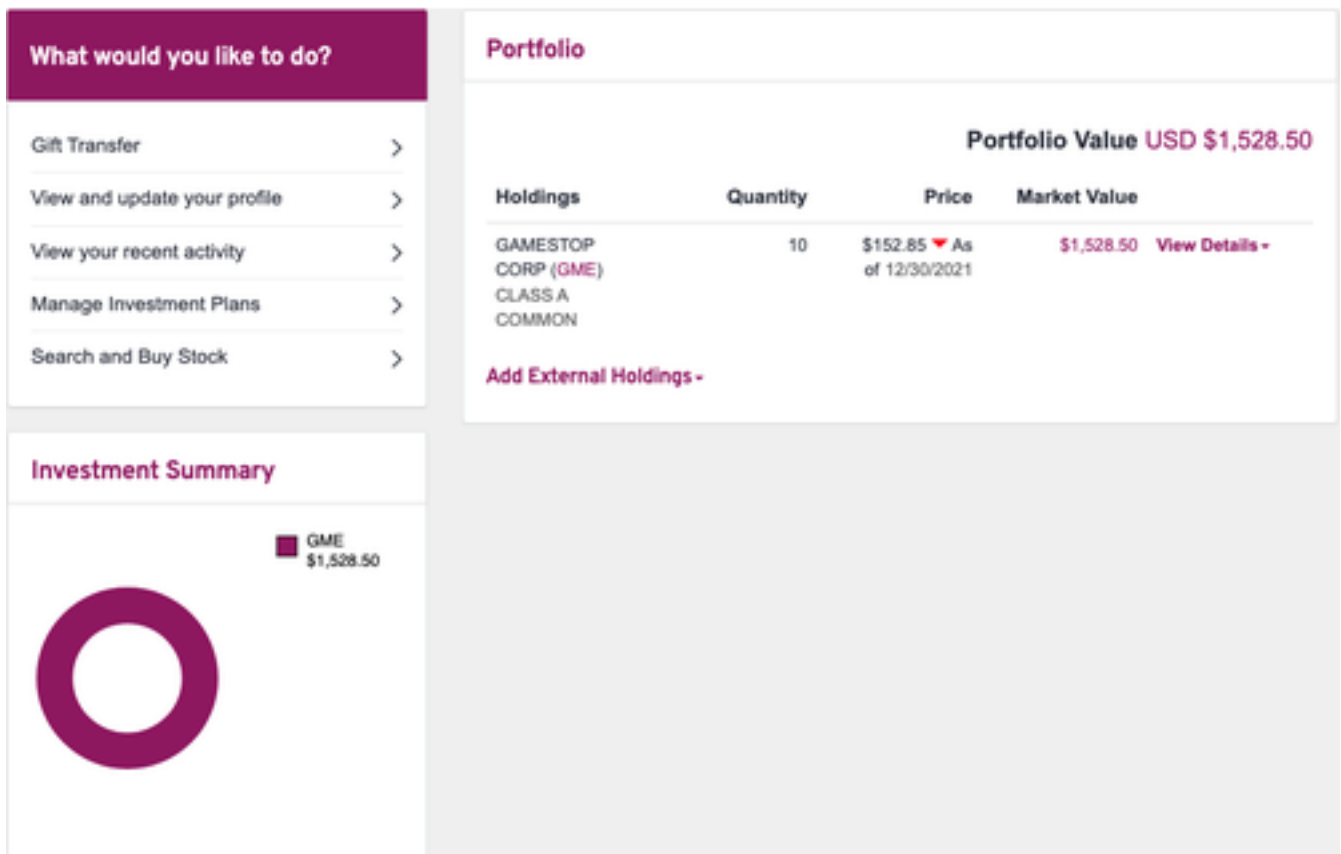 What would you like to do?
Gift Transfer
View and update your profile
View your recent activity
Manage Investment Plans
Search and Buy Stock
Investment Summary
GME
$1,528.50
Portfolio
Portfolio Value USD $1,528.50
Holdings Quantity Price Market Value
GAMESTOP 10 $152.85 As $1,528.50 View Details
CORP (GME) of 12/30/2021
CLASS A
COMMON
Add External Holdings